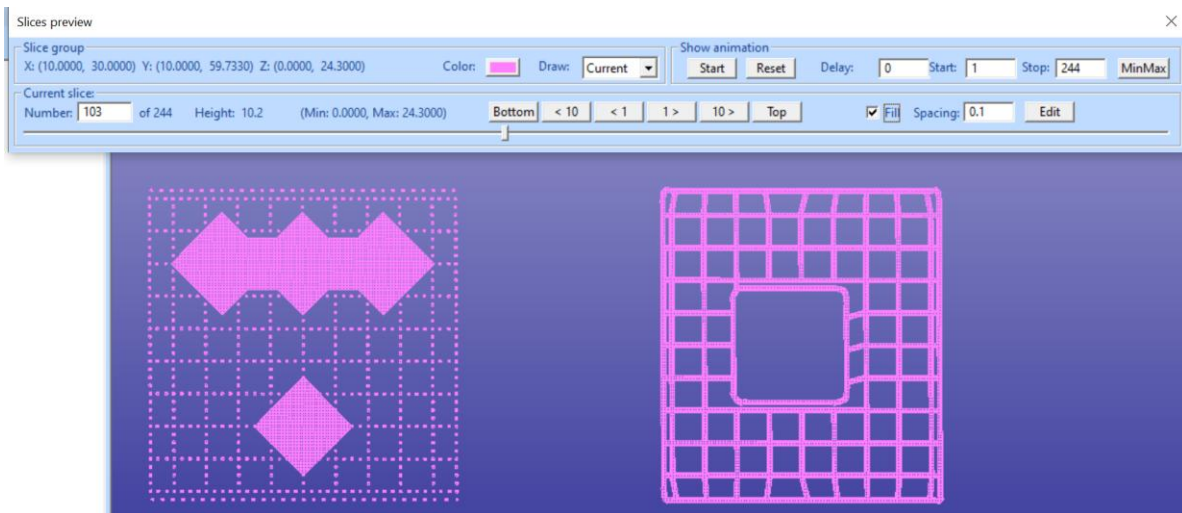 Slices preview
Slice group
X: (10.0000, 30.0000) Y: (10.0000, 59.7330) Z: (0.0000, 24.3000) Color: Draw: Current
Show animation
Start Reset Delay: 0 Start: 1 Stop: 244 MinMax
Current slice:
Number: 103 of 244 Height: 10.2 (Min: 0.0000, Max: 24.3000) Bottom < 10 < 1 1 > 10 > Top Fill Spacing: 0.1 Edit